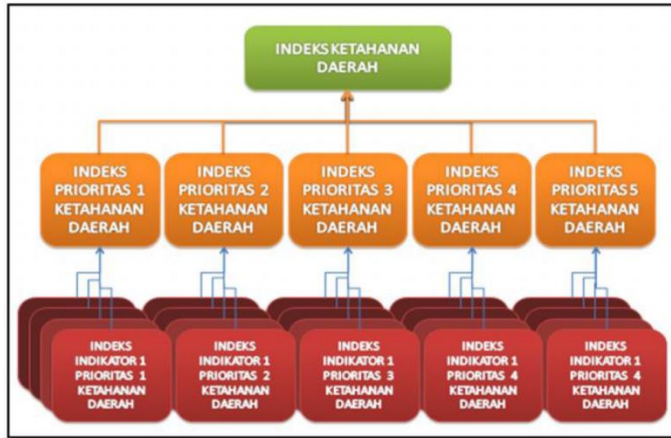 INDEKS KETAHANAN
DAERAH
INDEKS
PRIORITAS 1
KETAHANAN
DAERAH
INDEKS
PRIORITAS 2
KETAHANAN
DAERAH
INDEKS
PRIORITAS 3
KETAHANAN
DAERAH
INDEKS
PRIORITAS 4
KETAHANAN
DAERAH
INDEKS
PRIORITAS 5
KETAHANAN
DAERAH
INDEKS
INDIKATOR 1
PRIORITAS 1
KETAHANAN
DAERAH
INDEKS
INDIKATOR 1
PRIORITAS 2
KETAHANAN
DAERAH
INDEKS
INDIKATOR 1
PRIORITAS 3
KETAHANAN
DAERAH
INDEKS
INDIKATOR 1
PRIORITAS 4
KETAHANAN
DAERAH
INDEKS
INDIKATOR 1
PRIORITAS 4
KETAHANAN
DAERAH